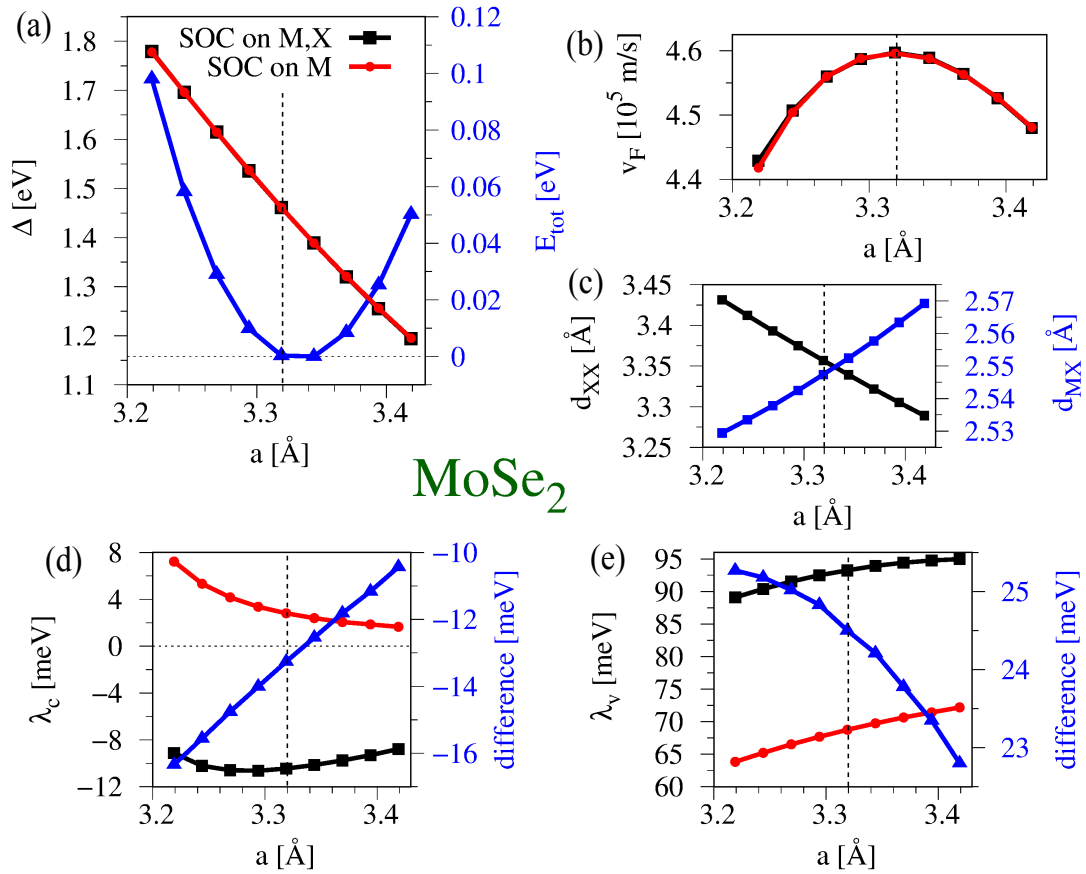 (a)
SOC on M,X
SOC on M
1.8
1.7
1.6
1.5
1.4
1.3
1.2
1.1
Δ [eV]
0.12
0.1
0.08
0.06
0.04
0.02
0
E_tot [eV]
3.2 3.3 3.4
a [Å]
(b)
4.6
4.5
4.4
v_F [10^5 m/s]
3.2 3.3 3.4
a [Å]
(c)
3.45
3.4
3.35
3.3
3.25
d_XX [Å]
2.57
2.56
2.55
2.54
2.53
d_MX [Å]
3.2 3.3 3.4
a [Å]
MoSe₂
(d)
8
4
0
−4
−8
−12
λ_c [meV]
−10
−12
−14
−16
difference [meV]
3.2 3.3 3.4
a [Å]
(e)
95
90
85
80
75
70
65
60
λ_v [meV]
25
24
23
difference [meV]
3.2 3.3 3.4
a [Å]